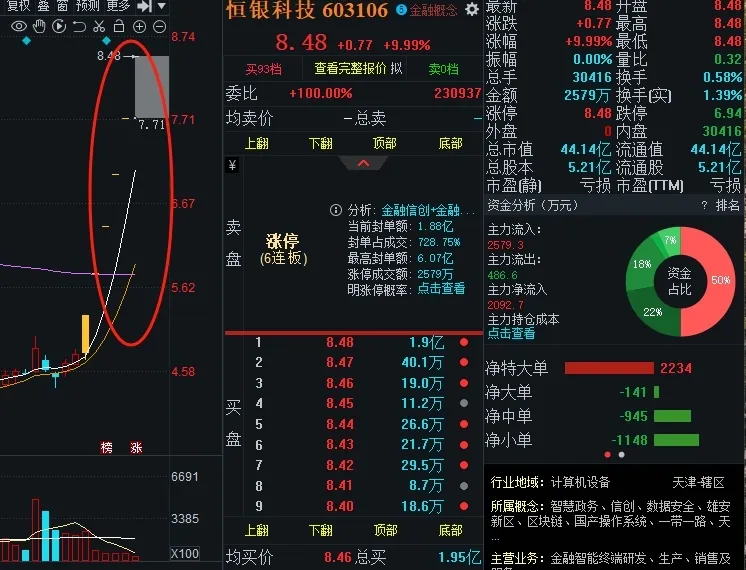 复权 叠 窗 预测 更多
8.74
8.48
7.71
7.71
6.67
5.62
4.58
榜 涨
6691
3385
X100
恒银科技 603106 金融概念
8.48 +0.77 +9.99%
买93档 查看完整报价 拟 卖0档
委比 +100.00% 230937
均卖价 —总卖 —
上翻 下翻 顶部 底部
¥
卖盘
涨停
(6连板)
分析: 金融信创+金融...
当前封单额: 1.88亿
封单占成交: 728.75%
最高封单额: 6.07亿
涨停成交额: 2579万
明涨停概率: 点击查看
买盘
1 8.48 1.9亿
2 8.47 40.1万
3 8.46 19.0万
4 8.45 11.2万
5 8.44 26.6万
6 8.43 21.7万
7 8.42 29.5万
8 8.41 8.7万
9 8.40 18.6万
上翻 下翻 顶部 底部
均买价 8.46 总买 1.95亿
最新 8.48 开盘 8.48
涨跌 +0.77 最高 8.48
涨幅 +9.99% 最低 8.48
振幅 0.00% 量比 0.32
总手 30416 换手 0.58%
金额 2579万 换手(实) 1.39%
涨停 8.48 跌停 6.94
外盘 0 内盘 30416
总市值 44.14亿 流通值 44.14亿
总股本 5.21亿 流通股 5.21亿
市盈(静) 亏损 市盈(TTM) 亏损
资金分析（万元） ? 排名
主力流入:
2579.3
主力流出:
486.6
主力净流入
2092.7
主力持仓成本
点击查看
7%
18%
22%
50%
资金
占比
净特大单 2234
净大单 -141
净中单 -945
净小单 -1148
行业地域: 计算机设备 天津-辖区
所属概念: 智慧政务、信创、数据安全、雄安
新区、区块链、国产操作系统、一带一路、天
...
主营业务: 金融智能终端研发、生产、销售及